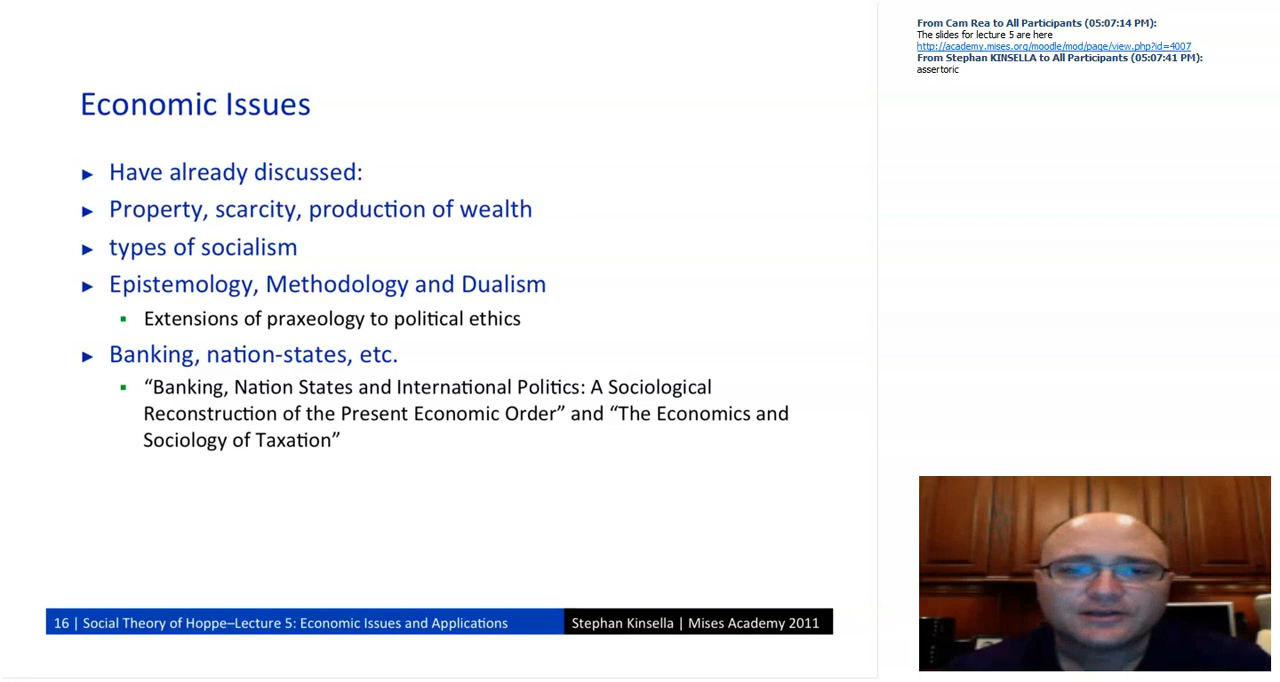 Economic Issues
► Have already discussed:
► Property, scarcity, production of wealth
► types of socialism
► Epistemology, Methodology and Dualism
▪ Extensions of praxeology to political ethics
► Banking, nation-states, etc.
▪ “Banking, Nation States and International Politics: A Sociological
Reconstruction of the Present Economic Order” and “The Economics and
Sociology of Taxation”
16 | Social Theory of Hoppe–Lecture 5: Economic Issues and Applications
Stephan Kinsella | Mises Academy 2011
From Cam Rea to All Participants (05:07:14 PM):
The slides for lecture 5 are here
http://academy.mises.org/moodle/mod/page/view.php?id=4007
From Stephan KINSELLA to All Participants (05:07:41 PM):
assertoric